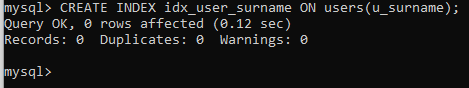 mysql> CREATE INDEX idx_user_surname ON users(u_surname);
Query OK, 0 rows affected (0.12 sec)
Records: 0  Duplicates: 0  Warnings: 0
mysql>